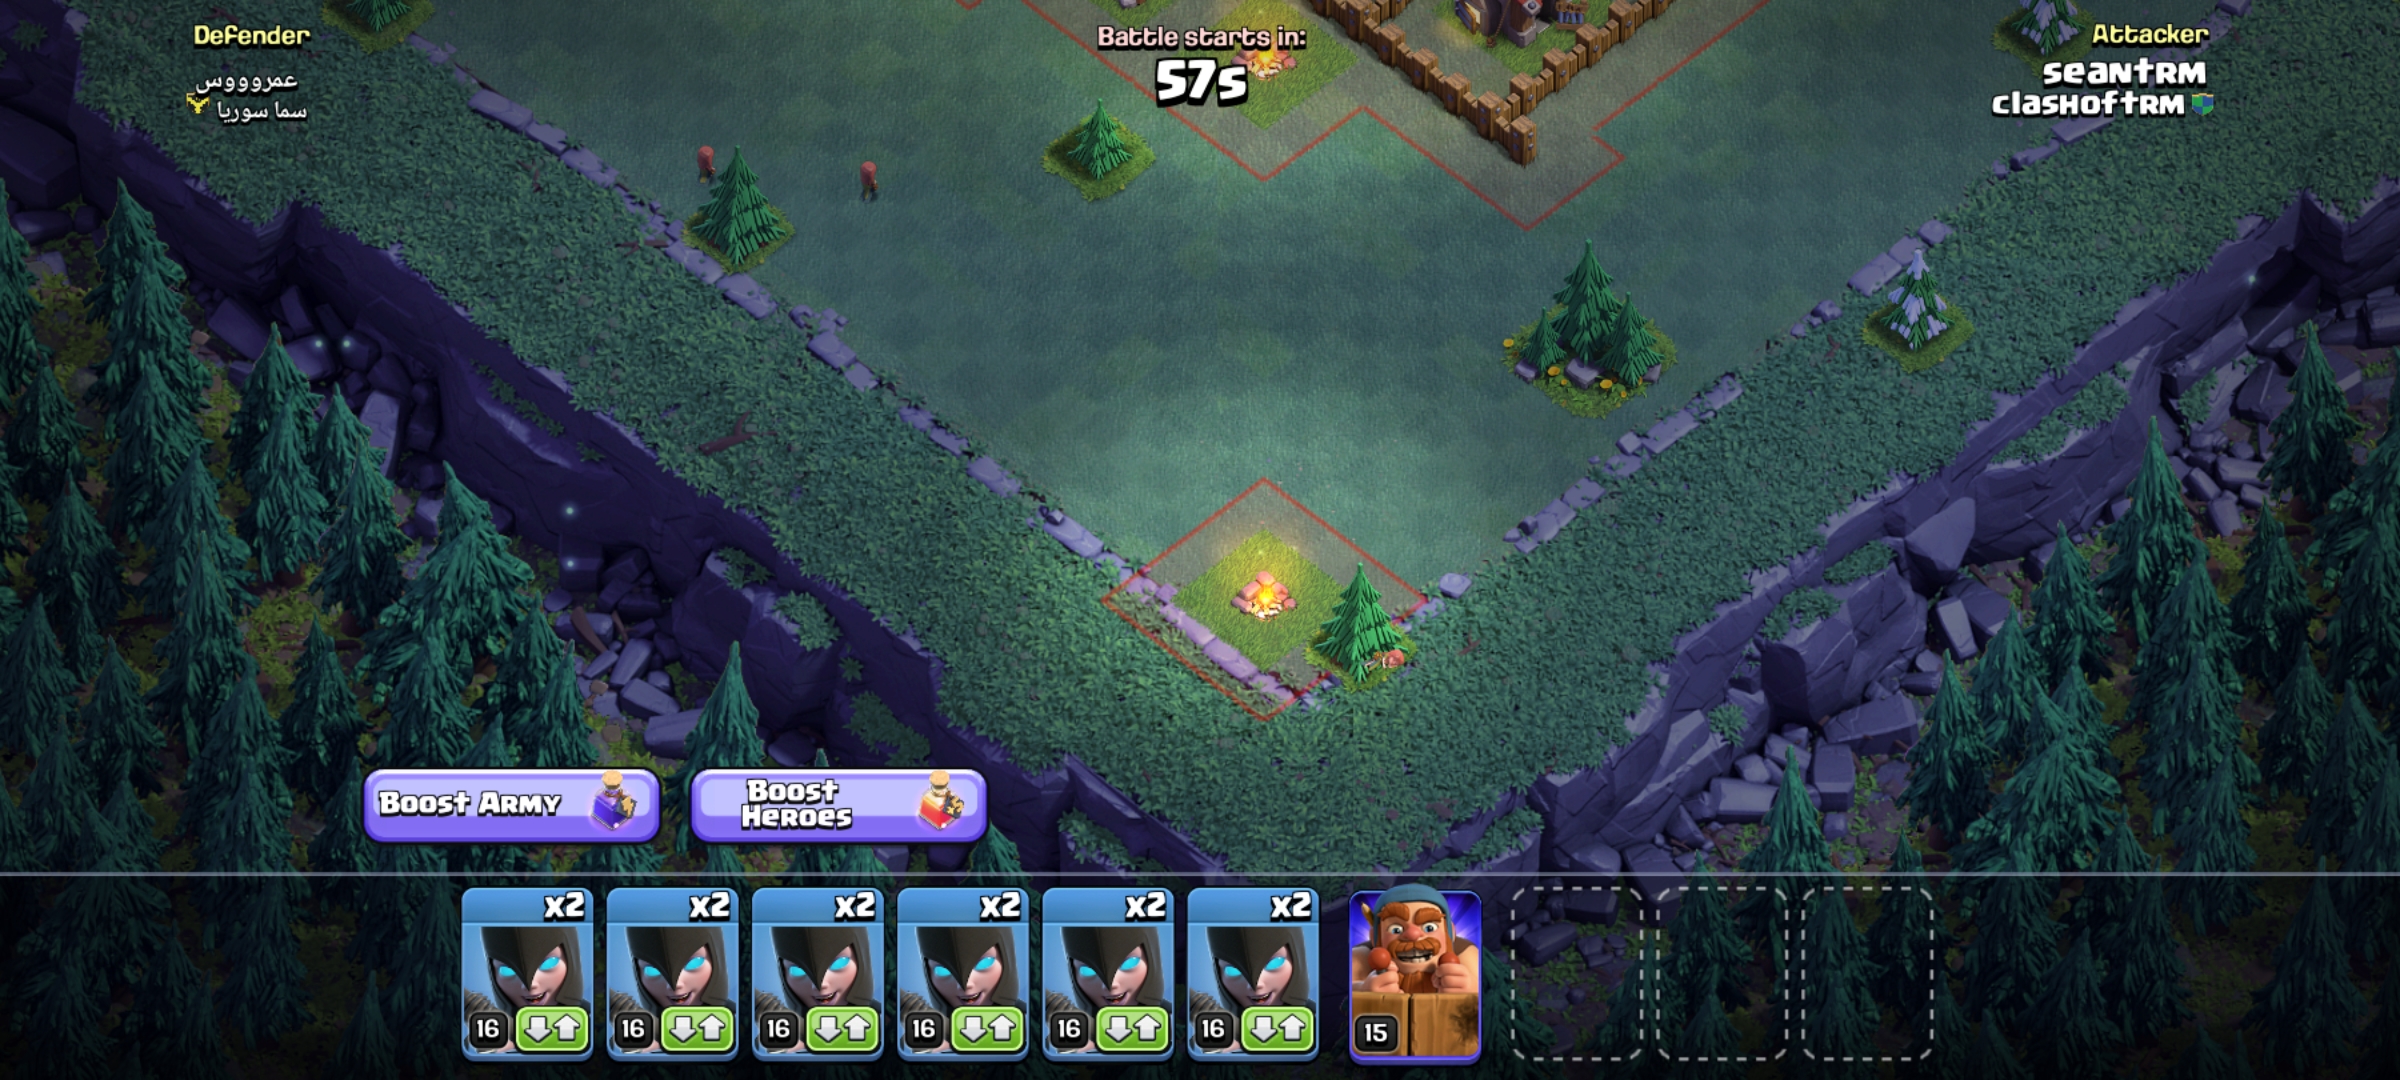 Defender
عمروووس
سما سوريا
Battle starts in:
57s
Attacker
seantRM
clashoftRM
Boost Army
Boost
Heroes
x2 x2 x2 x2 x2 x2
16 16 16 16 16 16 15